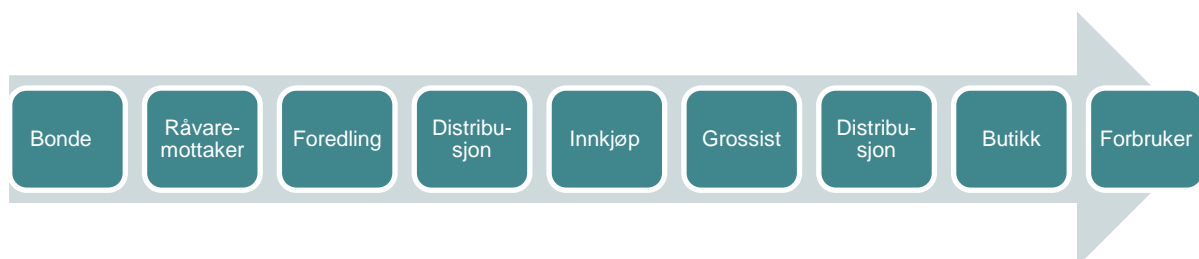 Bonde
Råvare-
mottaker
Foredling
Distribu-
sjon
Innkjøp
Grossist
Distribu-
sjon
Butikk
Forbruker